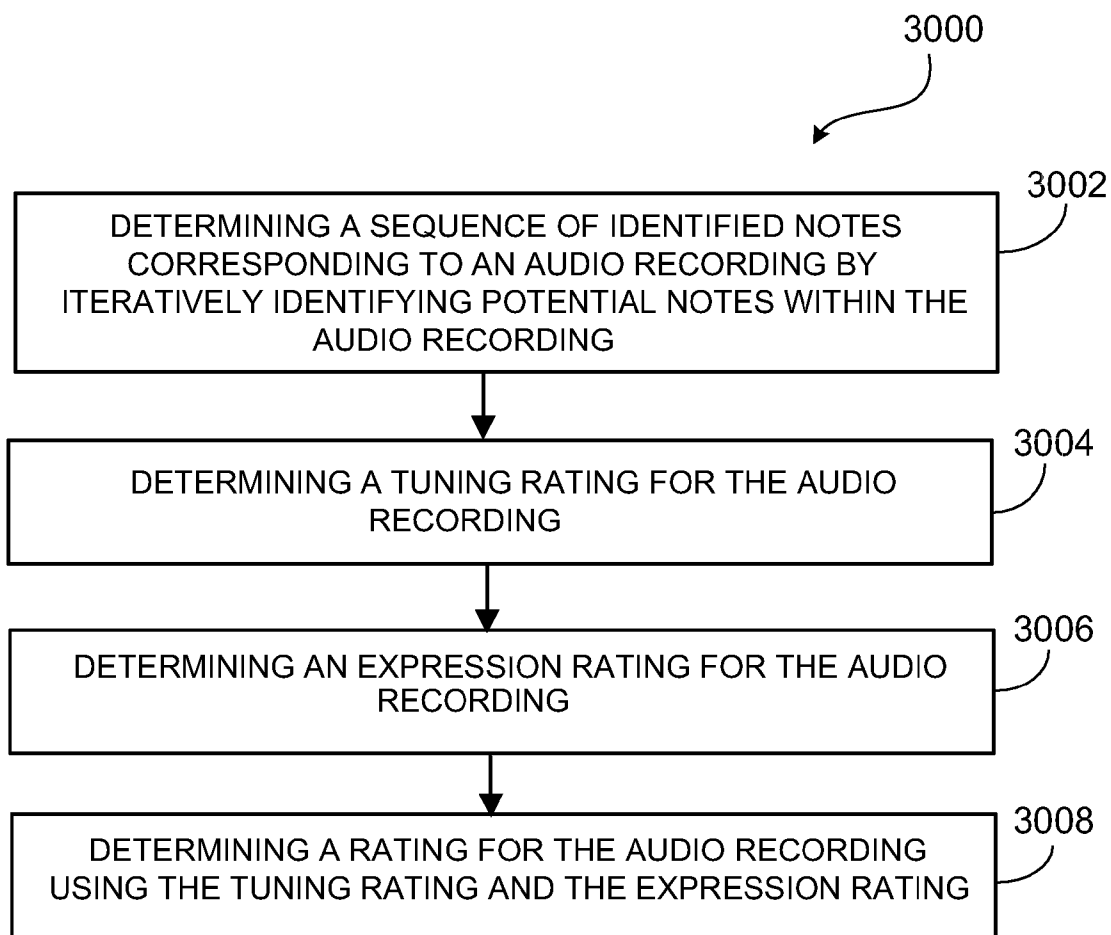 3000
3002
DETERMINING A SEQUENCE OF IDENTIFIED NOTES
CORRESPONDING TO AN AUDIO RECORDING BY
ITERATIVELY IDENTIFYING POTENTIAL NOTES WITHIN THE
AUDIO RECORDING
3004
DETERMINING A TUNING RATING FOR THE AUDIO
RECORDING
3006
DETERMINING AN EXPRESSION RATING FOR THE AUDIO
RECORDING
3008
DETERMINING A RATING FOR THE AUDIO RECORDING
USING THE TUNING RATING AND THE EXPRESSION RATING